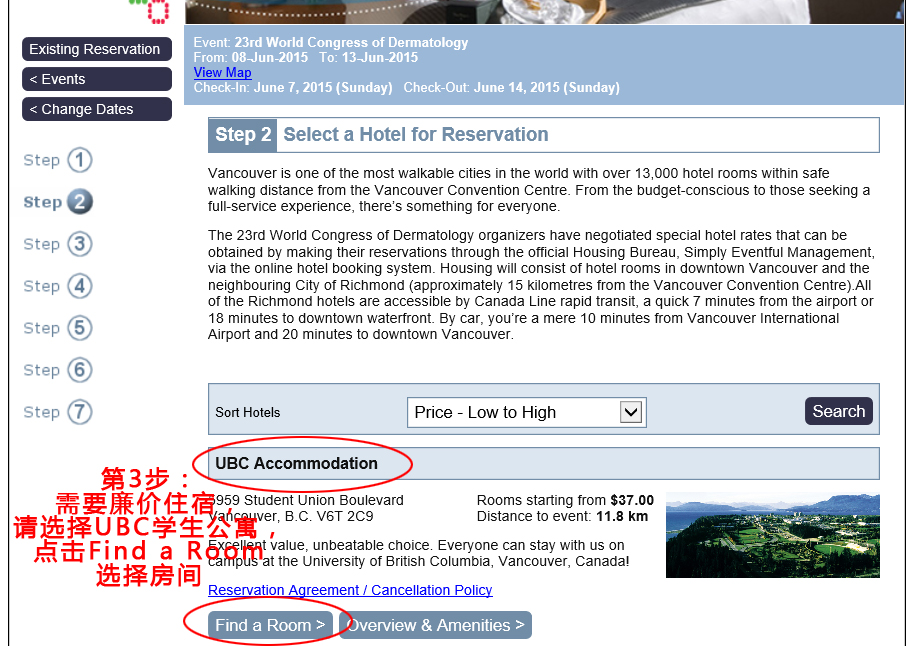 Existing Reservation
< Events
< Change Dates
Event: 23rd World Congress of Dermatology
From: 08-Jun-2015 To: 13-Jun-2015
View Map
Check-In: June 7, 2015 (Sunday) Check-Out: June 14, 2015 (Sunday)
Step 1
Step 2
Step 3
Step 4
Step 5
Step 6
Step 7
Step 2 Select a Hotel for Reservation
Vancouver is one of the most walkable cities in the world with over 13,000 hotel rooms within safe
walking distance from the Vancouver Convention Centre. From the budget-conscious to those seeking a
full-service experience, there's something for everyone.
The 23rd World Congress of Dermatology organizers have negotiated special hotel rates that can be
obtained by making their reservations through the official Housing Bureau, Simply Eventful Management,
via the online hotel booking system. Housing will consist of hotel rooms in downtown Vancouver and the
neighbouring City of Richmond (approximately 15 kilometres from the Vancouver Convention Centre).All
of the Richmond hotels are accessible by Canada Line rapid transit, a quick 7 minutes from the airport or
18 minutes to downtown waterfront. By car, you're a mere 10 minutes from Vancouver International
Airport and 20 minutes to downtown Vancouver.
Sort Hotels Price - Low to High Search
UBC Accommodation
5959 Student Union Boulevard
Vancouver, B.C. V6T 2C9
Rooms starting from $37.00
Distance to event: 11.8 km
Excellent value, unbeatable choice. Everyone can stay with us on
campus at the University of British Columbia, Vancouver, Canada!
Reservation Agreement / Cancellation Policy
Find a Room > Overview & Amenities >
第3步：
需要廉价住宿，
请选择UBC学生公寓，
点击Find a Room
选择房间